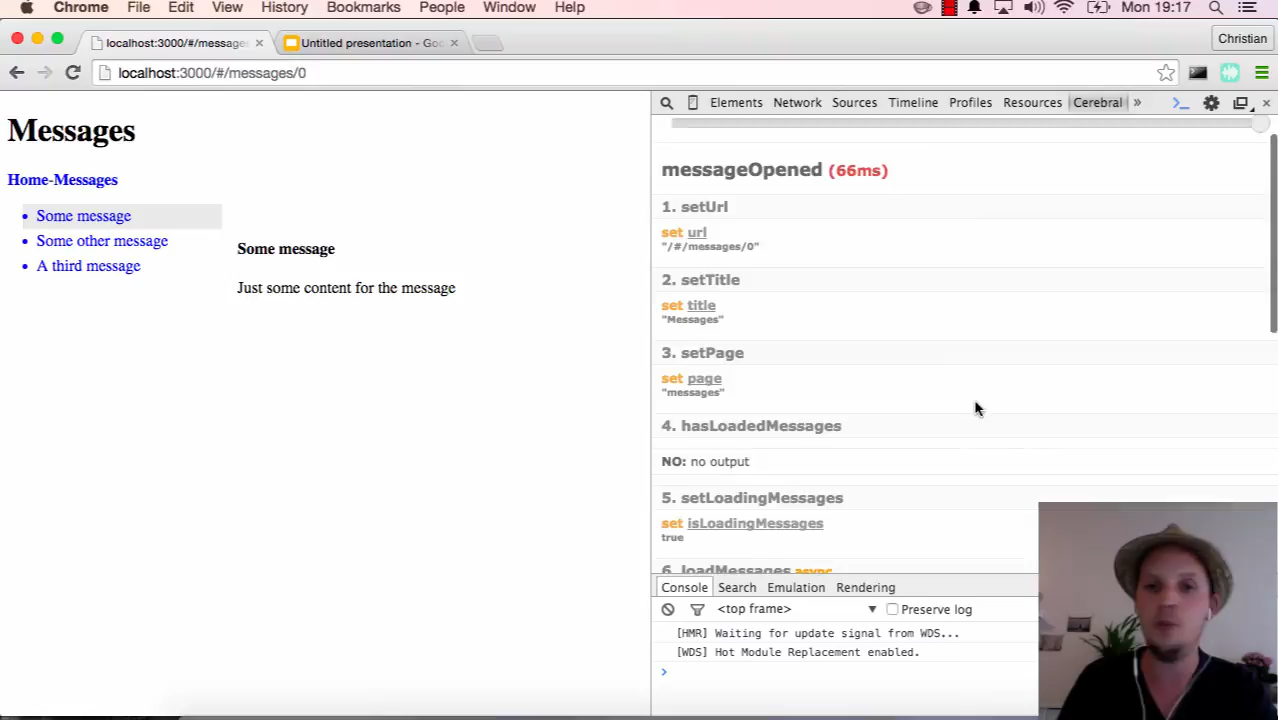 Chrome File Edit View History Bookmarks People Window Help Mon 19:17
localhost:3000/#/message Untitled presentation - Goo Christian
localhost:3000/#/messages/0
Elements Network Sources Timeline Profiles Resources Cerebral »
Messages
Home-Messages
Some message
Some other message
A third message
Some message
Just some content for the message
messageOpened (66ms)
1. setUrl
set url
"/#/messages/0"
2. setTitle
set title
"Messages"
3. setPage
set page
"messages"
4. hasLoadedMessages
NO: no output
5. setLoadingMessages
set isLoadingMessages
true
6. loadMessages async
Console Search Emulation Rendering
<top frame> ▼ Preserve log
[HMR] Waiting for update signal from WDS...
[WDS] Hot Module Replacement enabled.